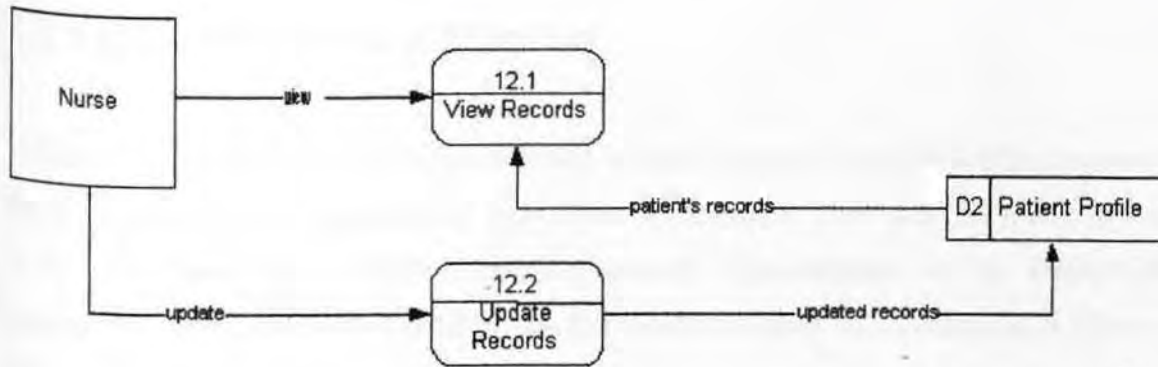 12.1
View Records
Nurse
view
patient's records
D2 Patient Profile
12.2
Update
Records
update
updated records